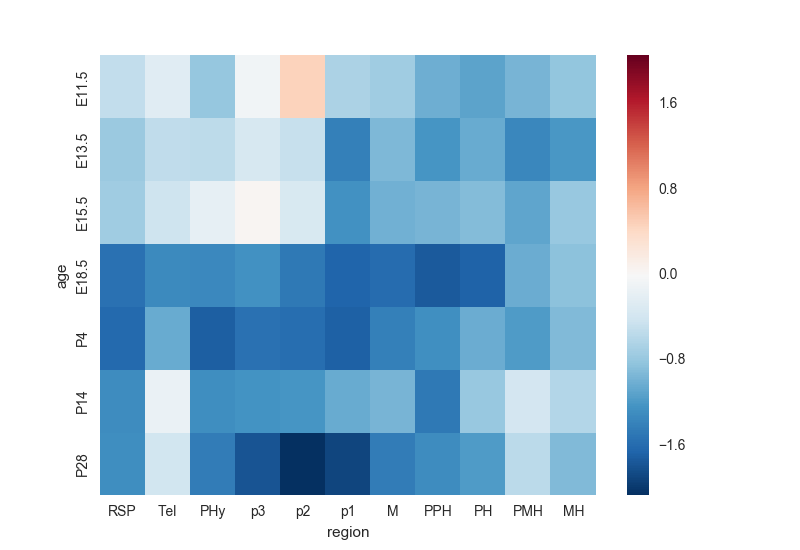 E11.5
E13.5
E15.5
E18.5
P4
P14
P28
age
RSP Tel PHy p3 p2 p1 M PPH PH PMH MH
region
1.6
0.8
0.0
−0.8
−1.6